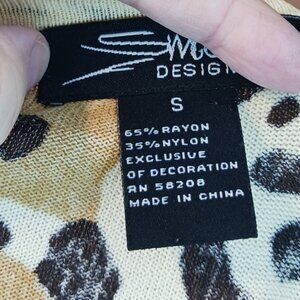 DESIGN
S
65% RAYON
35% NYLON
EXCLUSIVE
OF DECORATION
RN 58208
MADE IN CHINA